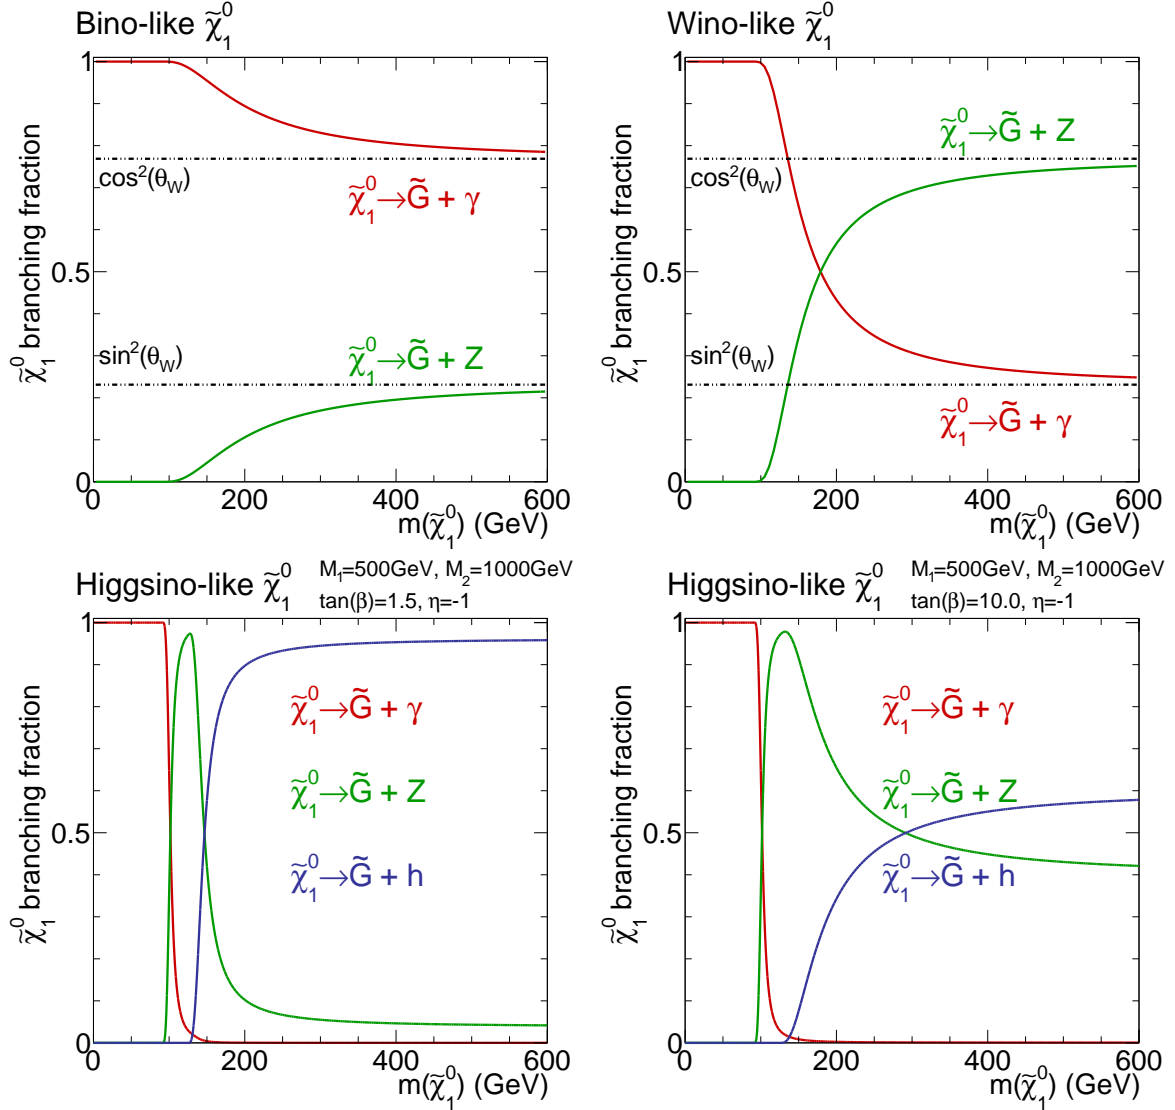 Bino-like χ̃₁⁰
χ̃₁⁰ branching fraction
1
cos²(θ_W)
χ̃₁⁰→G̃ + γ
0.5
sin²(θ_W)
χ̃₁⁰→G̃ + Z
0
0 200 400 600
m(χ̃₁⁰) (GeV)
Wino-like χ̃₁⁰
χ̃₁⁰ branching fraction
1
χ̃₁⁰→G̃ + Z
cos²(θ_W)
0.5
sin²(θ_W)
χ̃₁⁰→G̃ + γ
0
0 200 400 600
m(χ̃₁⁰) (GeV)
Higgsino-like χ̃₁⁰
M₁=500GeV, M₂=1000GeV
tan(β)=1.5, η=-1
χ̃₁⁰ branching fraction
1
χ̃₁⁰→G̃ + γ
χ̃₁⁰→G̃ + Z
0.5
χ̃₁⁰→G̃ + h
0
0 200 400 600
m(χ̃₁⁰) (GeV)
Higgsino-like χ̃₁⁰
M₁=500GeV, M₂=1000GeV
tan(β)=10.0, η=-1
χ̃₁⁰ branching fraction
1
χ̃₁⁰→G̃ + γ
χ̃₁⁰→G̃ + Z
0.5
χ̃₁⁰→G̃ + h
0
0 200 400 600
m(χ̃₁⁰) (GeV)